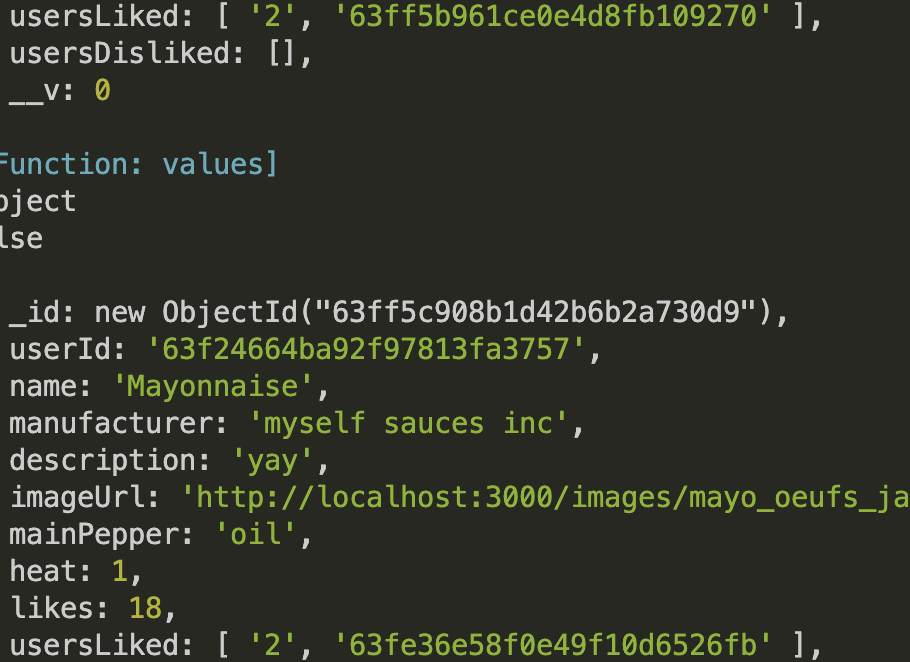 usersLiked: [ '2', '63ff5b961ce0e4d8fb109270' ],
usersDisliked: [],
__v: 0
Function: values]
bject
lse
_id: new ObjectId("63ff5c908b1d42b6b2a730d9"),
userId: '63f24664ba92f97813fa3757',
name: 'Mayonnaise',
manufacturer: 'myself sauces inc',
description: 'yay',
imageUrl: 'http://localhost:3000/images/mayo_oeufs_ja
mainPepper: 'oil',
heat: 1,
likes: 18,
usersLiked: [ '2', '63fe36e58f0e49f10d6526fb' ],